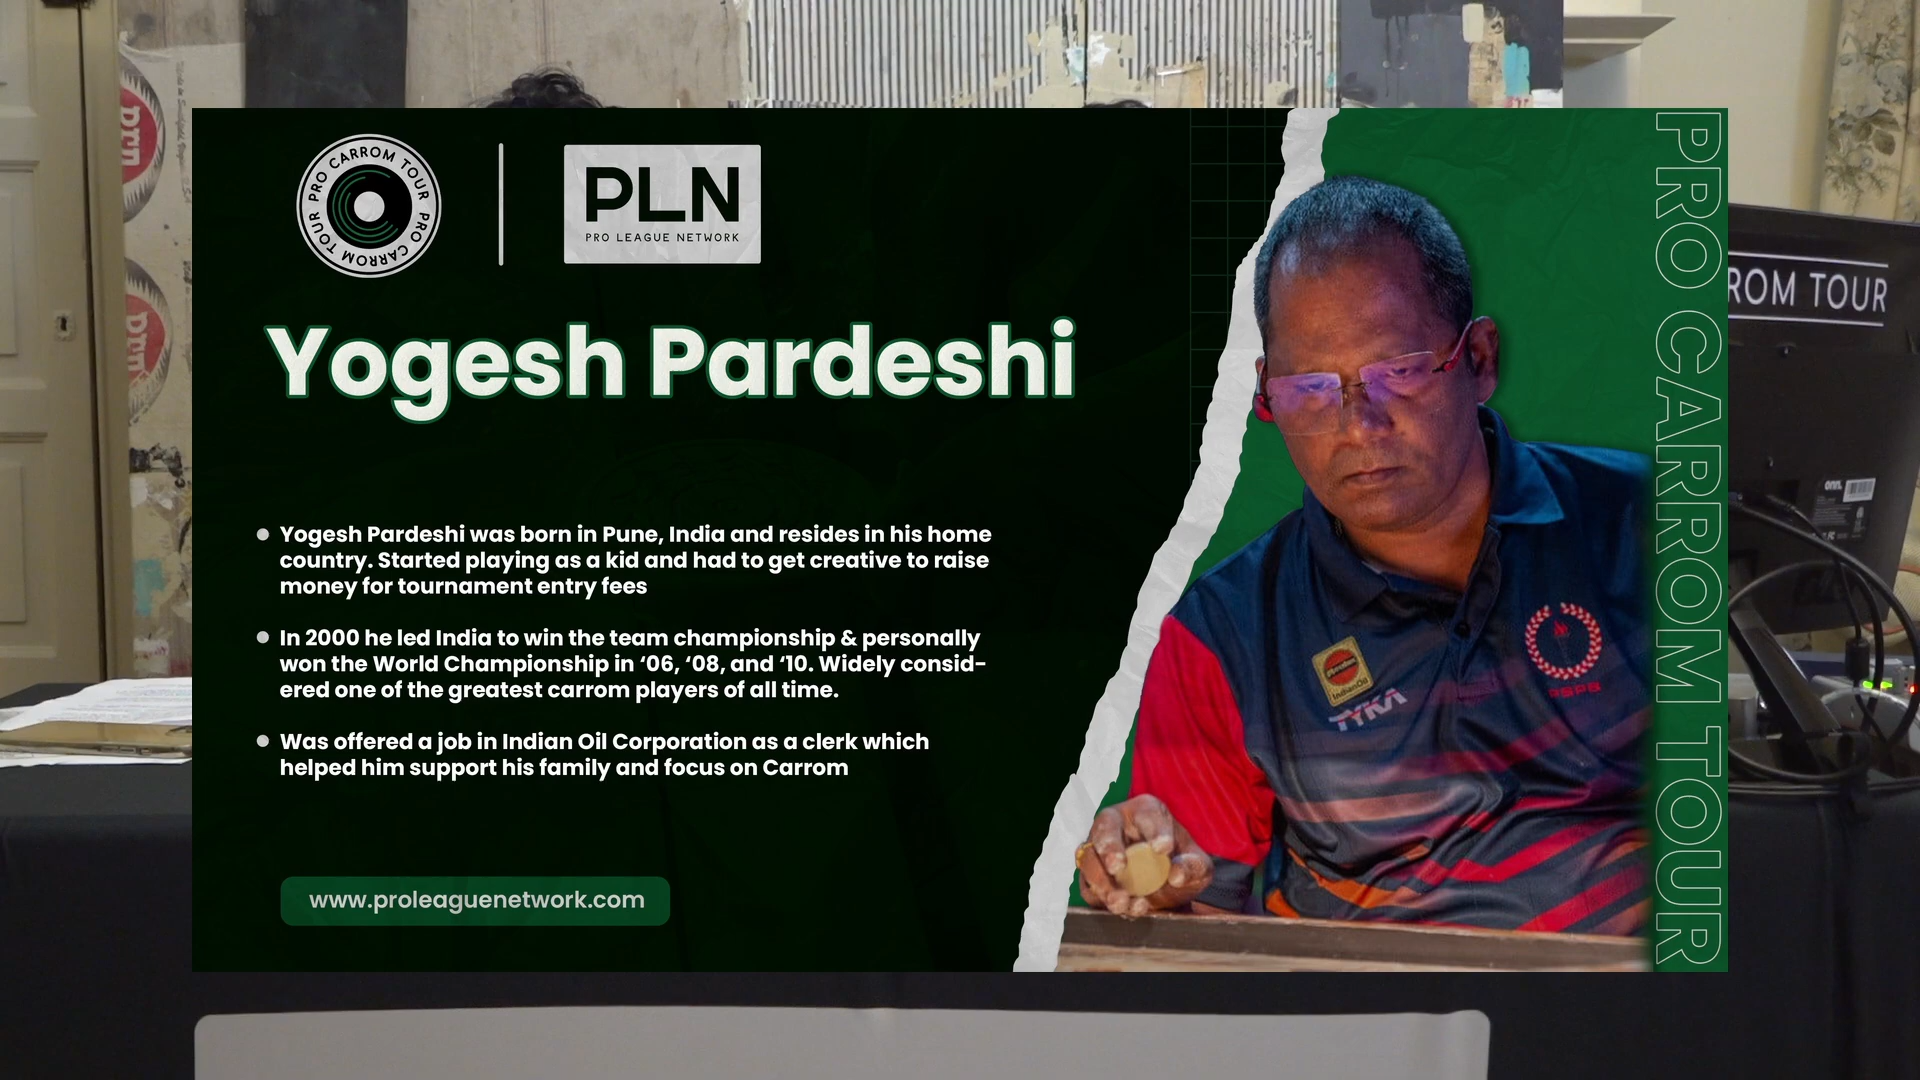 PRO CARROM TOUR PRO CARROM TOUR
PLN
PRO LEAGUE NETWORK
Yogesh Pardeshi
Yogesh Pardeshi was born in Pune, India and resides in his home
country. Started playing as a kid and had to get creative to raise
money for tournament entry fees
In 2000 he led India to win the team championship & personally
won the World Championship in ‘06, ‘08, and ‘10. Widely consid-
ered one of the greatest carrom players of all time.
Was offered a job in Indian Oil Corporation as a clerk which
helped him support his family and focus on Carrom
www.proleaguenetwork.com
IndianOil
TYKA
PSPB
PRO CARROM TOUR
ROM TOUR
onn.